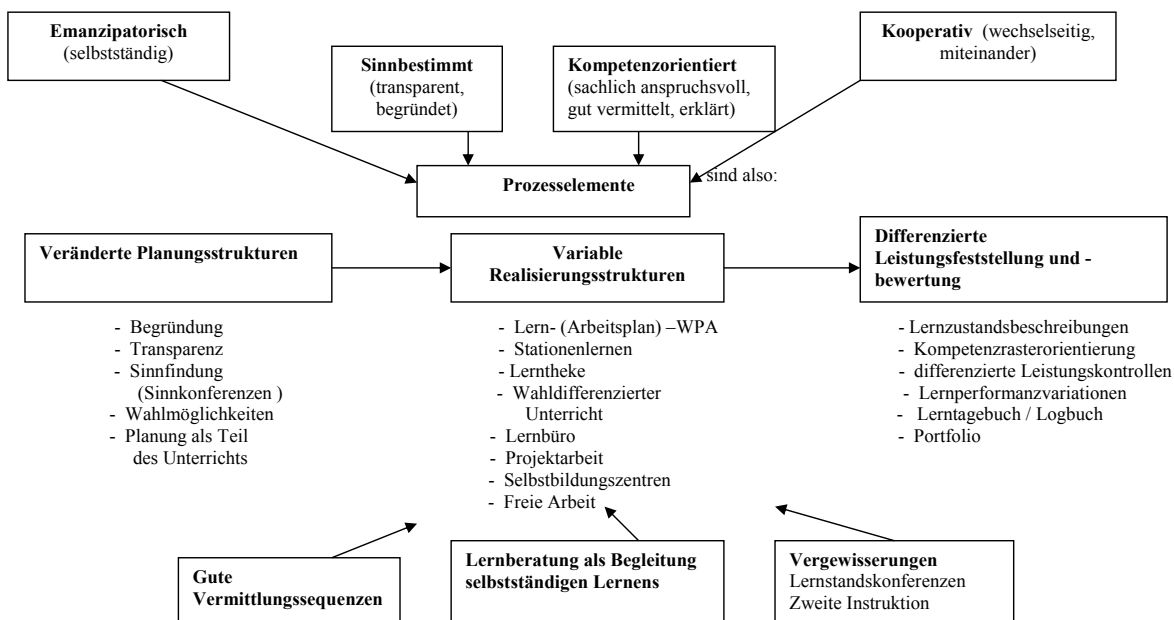 Emanzipatorisch
(selbstständig)
Sinnbestimmt
(transparent,
begründet)
Kompetenzorientiert
(sachlich anspruchsvoll,
gut vermittelt, erklärt)
Kooperativ (wechselseitig,
miteinander)
Prozesselemente
sind also:
Veränderte Planungsstrukturen
Variable
Realisierungsstrukturen
Differenzierte
Leistungsfeststellung und -
bewertung
- Begründung
- Transparenz
- Sinnfindung
(Sinnkonferenzen )
- Wahlmöglichkeiten
- Planung als Teil
des Unterrichts
- Lern- (Arbeitsplan) –WPA
- Stationenlernen
- Lerntheke
- Wahldifferenzierter
Unterricht
- Lernbüro
- Projektarbeit
- Selbstbildungszentren
- Freie Arbeit
- Lernzustandsbeschreibungen
- Kompetenzrasterorientierung
- differenzierte Leistungskontrollen
- Lernperformanzvariationen
- Lerntagebuch / Logbuch
- Portfolio
Gute
Vermittlungssequenzen
Lernberatung als Begleitung
selbstständigen Lernens
Vergewisserungen
Lernstandskonferenzen
Zweite Instruktion